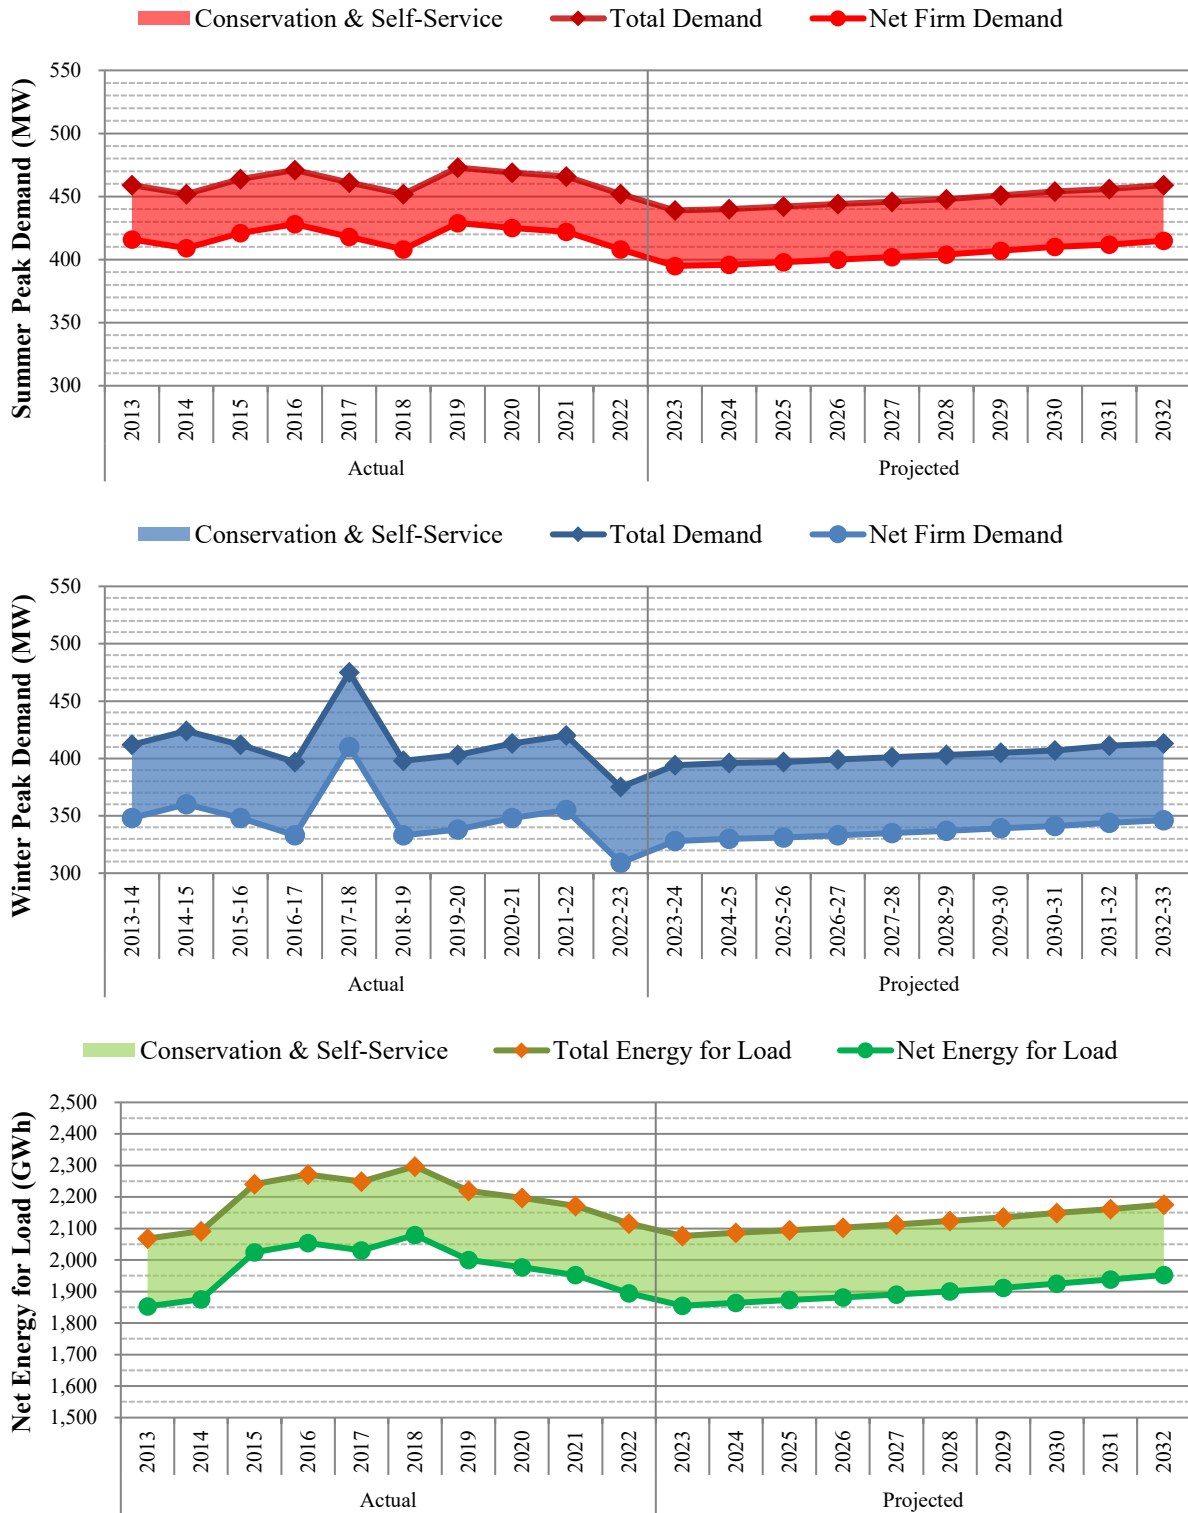 Conservation & Self-Service Total Demand Net Firm Demand
Summer Peak Demand (MW)
550
500
450
400
350
300
2013 2014 2015 2016 2017 2018 2019 2020 2021 2022 2023 2024 2025 2026 2027 2028 2029 2030 2031 2032
Actual Projected
Conservation & Self-Service Total Demand Net Firm Demand
Winter Peak Demand (MW)
550
500
450
400
350
300
2013-14 2014-15 2015-16 2016-17 2017-18 2018-19 2019-20 2020-21 2021-22 2022-23 2023-24 2024-25 2025-26 2026-27 2027-28 2028-29 2029-30 2030-31 2031-32 2032-33
Actual Projected
Conservation & Self-Service Total Energy for Load Net Energy for Load
Net Energy for Load (GWh)
2,500
2,400
2,300
2,200
2,100
2,000
1,900
1,800
1,700
1,600
1,500
2013 2014 2015 2016 2017 2018 2019 2020 2021 2022 2023 2024 2025 2026 2027 2028 2029 2030 2031 2032
Actual Projected